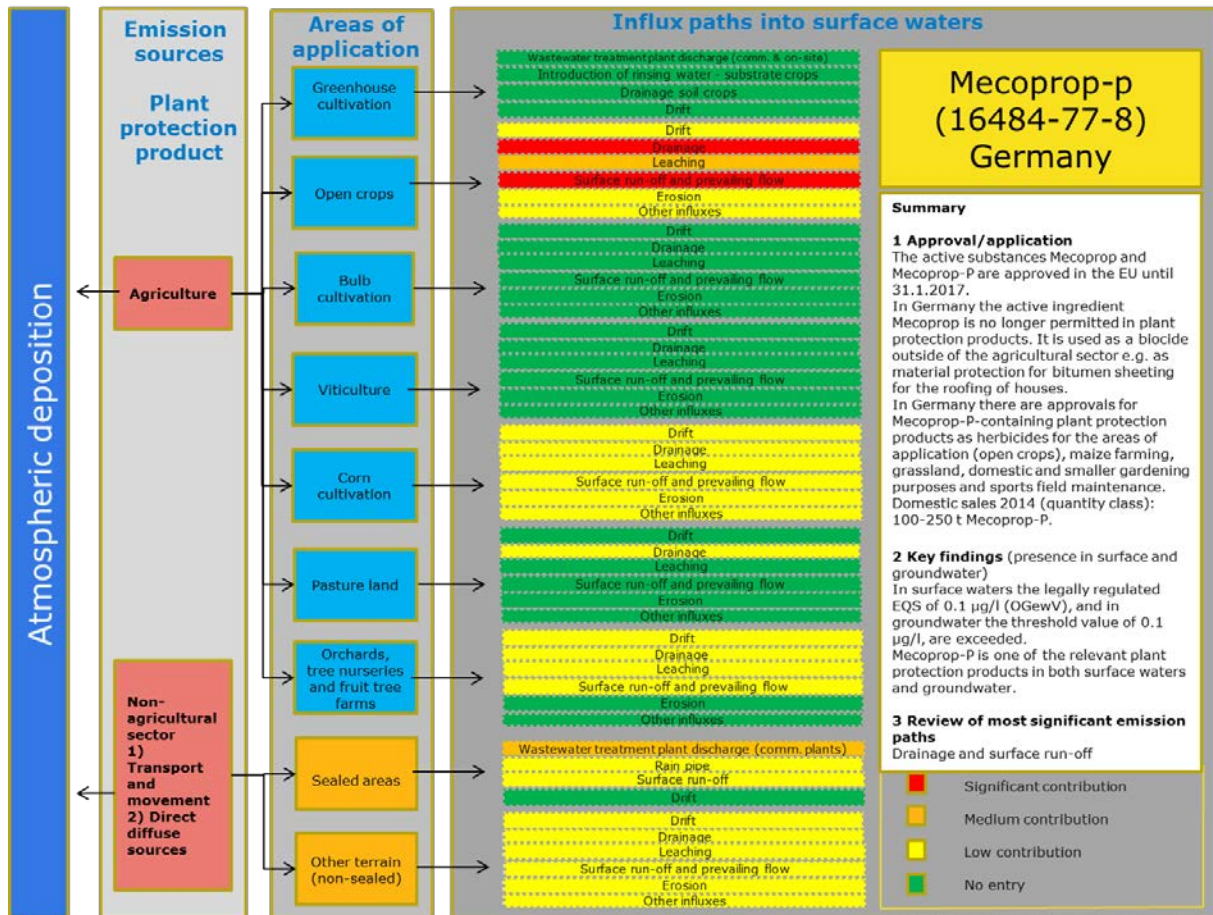 Atmospheric deposition
Emission
sources
Plant
protection
product
Agriculture
Non-
agricultural
sector
1)
Transport
and
movement
2) Direct
diffuse
sources
Areas of
application
Greenhouse
cultivation
Open crops
Bulb
cultivation
Viticulture
Corn
cultivation
Pasture land
Orchards,
tree nurseries
and fruit tree
farms
Sealed areas
Other terrain
(non-sealed)
Influx paths into surface waters
Wastewater treatment plant discharge (comm. & on-site)
Introduction of rinsing water - substrate crops
Drainage soil crops
Drift
Drift
Drainage
Leaching
Surface run-off and prevailing flow
Erosion
Other influxes
Drift
Drainage
Leaching
Surface run-off and prevailing flow
Erosion
Other influxes
Drift
Drainage
Leaching
Surface run-off and prevailing flow
Erosion
Other influxes
Drift
Drainage
Leaching
Surface run-off and prevailing flow
Erosion
Other influxes
Drift
Drainage
Leaching
Surface run-off and prevailing flow
Erosion
Other influxes
Drift
Drainage
Leaching
Surface run-off and prevailing flow
Erosion
Other influxes
Wastewater treatment plant discharge (comm. plants)
Rain pipe
Surface run-off
Drift
Drift
Drainage
Leaching
Surface run-off and prevailing flow
Erosion
Other influxes
Mecoprop-p
(16484-77-8)
Germany
Summary
1 Approval/application
The active substances Mecoprop and
Mecoprop-P are approved in the EU until
31.1.2017.
In Germany the active ingredient
Mecoprop is no longer permitted in plant
protection products. It is used as a biocide
outside of the agricultural sector e.g. as
material protection for bitumen sheeting
for the roofing of houses.
In Germany there are approvals for
Mecoprop-P-containing plant protection
products as herbicides for the areas of
application (open crops), maize farming,
grassland, domestic and smaller gardening
purposes and sports field maintenance.
Domestic sales 2014 (quantity class):
100-250 t Mecoprop-P.
2 Key findings (presence in surface and
groundwater)
In surface waters the legally regulated
EQS of 0.1 µg/l (OGewV), and in
groundwater the threshold value of 0.1
µg/l, are exceeded.
Mecoprop-P is one of the relevant plant
protection products in both surface waters
and groundwater.
3 Review of most significant emission
paths
Drainage and surface run-off
Significant contribution
Medium contribution
Low contribution
No entry